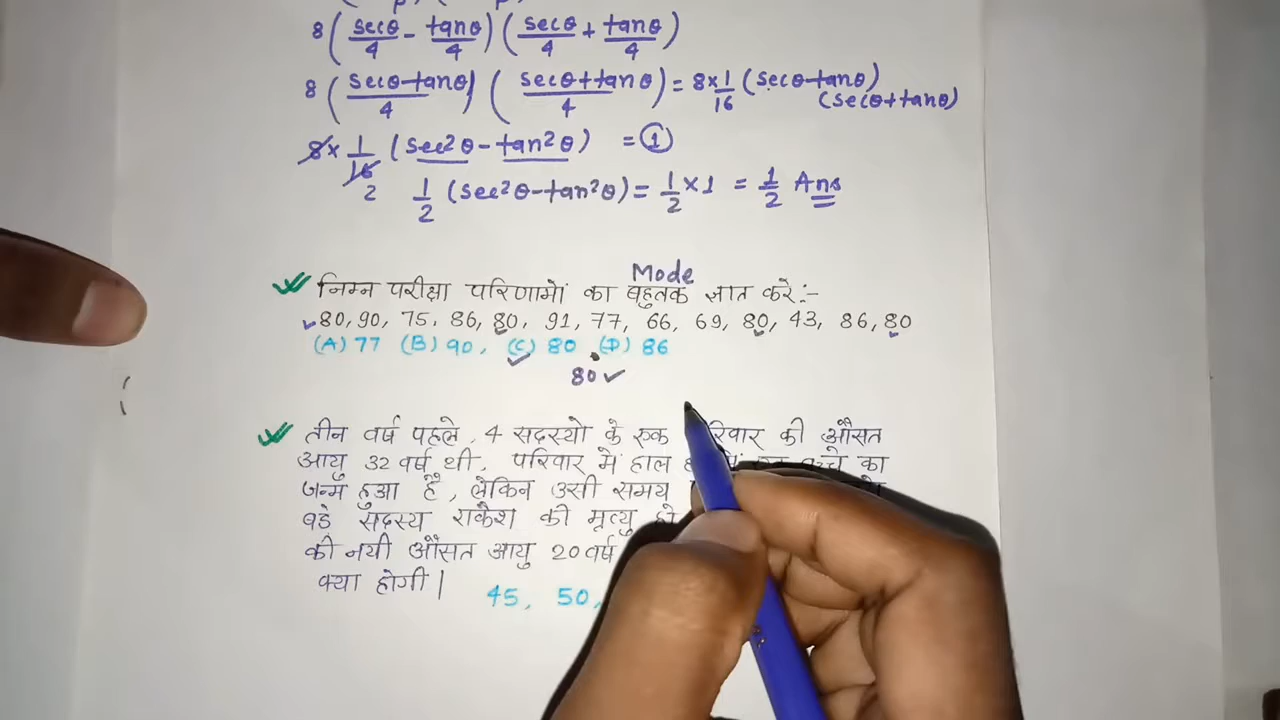 8 ( secθ/4 - tanθ/4 ) ( secθ/4 + tanθ/4 )
8 ( secθ-tanθ/4 ) ( secθ+tanθ/4 ) = 8×1/16 (secθ-tanθ) (secθ+tanθ)
8× 1/16 2 (sec²θ-tan²θ) = 1
1/2 (sec²θ-tan²θ) = 1/2 ×1 = 1/2 Ans
Mode
निम्न परीक्षा परिणामों का बहुतक ज्ञात करे:-
80, 90, 75, 86, 80, 91, 77, 66, 69, 80, 43, 86, 80
(A) 77 (B) 90, (C) 80 (D) 86
80 ✓
तीन वर्ष पहले, 4 सदस्यो के एक की औसत
आयु 32 वर्ष थी, परिवार में हाल का
जन्म हुआ है, लेकिन उसी समय
बडे सदस्य राकेश की मृत्यु
की नयी औसत आयु 20 वर्ष
क्या होगी |
45, 50,